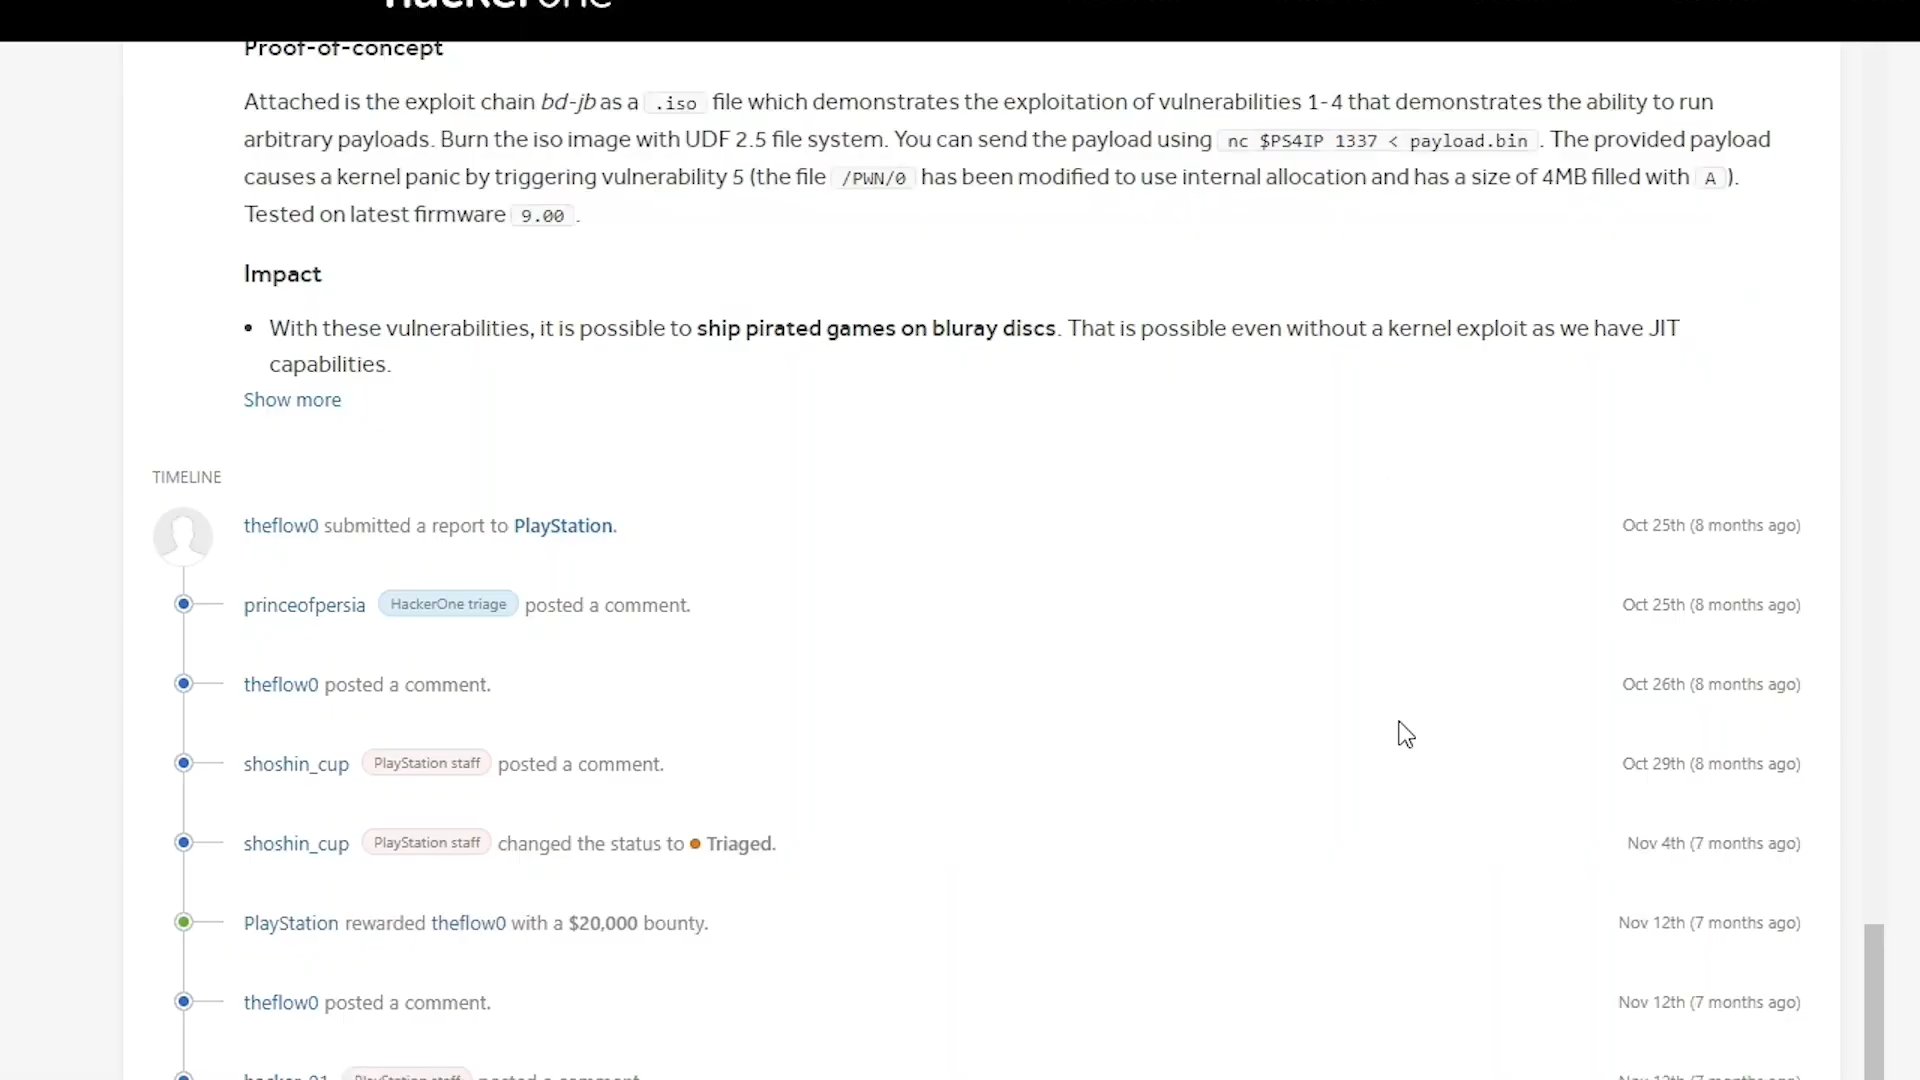 hackerone
Proof-of-concept
Attached is the exploit chain bd-jb as a .iso file which demonstrates the exploitation of vulnerabilities 1-4 that demonstrates the ability to run
arbitrary payloads. Burn the iso image with UDF 2.5 file system. You can send the payload using nc $PS4IP 1337 < payload.bin . The provided payload
causes a kernel panic by triggering vulnerability 5 (the file /PWN/0 has been modified to use internal allocation and has a size of 4MB filled with A ).
Tested on latest firmware 9.00 .
Impact
• With these vulnerabilities, it is possible to ship pirated games on bluray discs. That is possible even without a kernel exploit as we have JIT
capabilities.
Show more
TIMELINE
theflow0 submitted a report to PlayStation. Oct 25th (8 months ago)
princeofpersia HackerOne triage posted a comment. Oct 25th (8 months ago)
theflow0 posted a comment. Oct 26th (8 months ago)
shoshin_cup PlayStation staff posted a comment. Oct 29th (8 months ago)
shoshin_cup PlayStation staff changed the status to Triaged. Nov 4th (7 months ago)
PlayStation rewarded theflow0 with a $20,000 bounty. Nov 12th (7 months ago)
theflow0 posted a comment. Nov 12th (7 months ago)
PlayStation staff posted a comment.